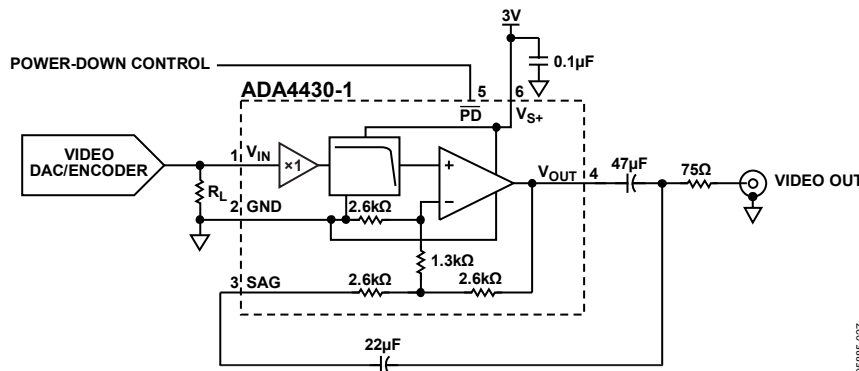 3V
POWER-DOWN CONTROL
0.1µF
ADA4430-1
5
6
PD
VS+
VIDEO
DAC/ENCODER
1
VIN
×1
+
−
VOUT
4
47µF
75Ω
VIDEO OUT
RL
2
GND
2.6kΩ
1.3kΩ
3
SAG
2.6kΩ
2.6kΩ
22µF